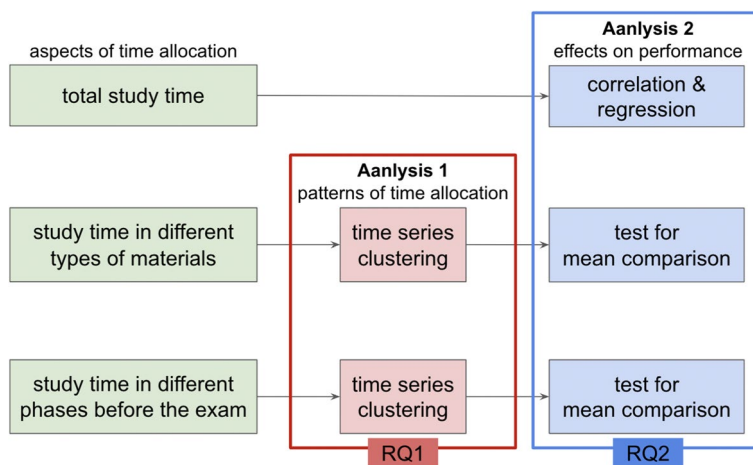 aspects of time allocation
total study time
Aanlysis 2
effects on performance
correlation &
regression
Aanlysis 1
patterns of time allocation
study time in different
types of materials
time series
clustering
test for
mean comparison
study time in different
phases before the exam
time series
clustering
test for
mean comparison
RQ1
RQ2